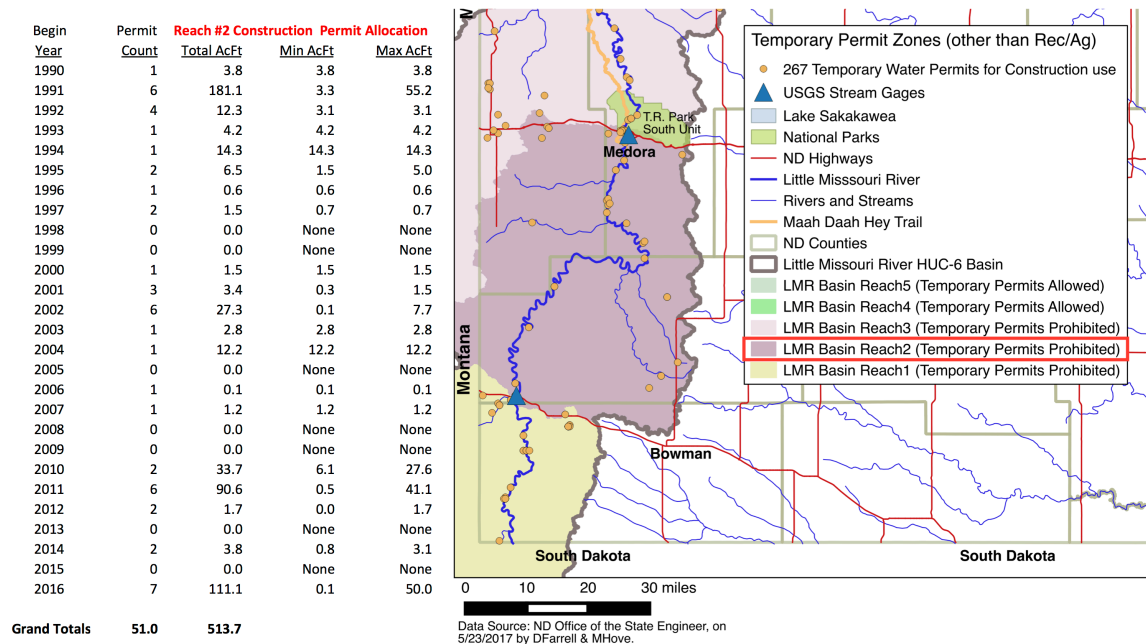 Begin Permit Reach #2 Construction Permit Allocation
Year Count Total AcFt Min AcFt Max AcFt
1990 1 3.8 3.8 3.8
1991 6 181.1 3.3 55.2
1992 4 12.3 3.1 3.1
1993 1 4.2 4.2 4.2
1994 1 14.3 14.3 14.3
1995 2 6.5 1.5 5.0
1996 1 0.6 0.6 0.6
1997 2 1.5 0.7 0.7
1998 0 0.0 None None
1999 0 0.0 None None
2000 1 1.5 1.5 1.5
2001 3 3.4 0.3 1.5
2002 6 27.3 0.1 7.7
2003 1 2.8 2.8 2.8
2004 1 12.2 12.2 12.2
2005 0 0.0 None None
2006 1 0.1 0.1 0.1
2007 1 1.2 1.2 1.2
2008 0 0.0 None None
2009 0 0.0 None None
2010 2 33.7 6.1 27.6
2011 6 90.6 0.5 41.1
2012 2 1.7 0.0 1.7
2013 0 0.0 None None
2014 2 3.8 0.8 3.1
2015 0 0.0 None None
2016 7 111.1 0.1 50.0
Grand Totals 51.0 513.7
T.R. Park
South Unit
Medora
Montana
Bowman
South Dakota
South Dakota
Temporary Permit Zones (other than Rec/Ag)
267 Temporary Water Permits for Construction use
USGS Stream Gages
Lake Sakakawea
National Parks
ND Highways
Little Misssouri River
Rivers and Streams
Maah Daah Hey Trail
ND Counties
Little Missouri River HUC-6 Basin
LMR Basin Reach5 (Temporary Permits Allowed)
LMR Basin Reach4 (Temporary Permits Allowed)
LMR Basin Reach3 (Temporary Permits Prohibited)
LMR Basin Reach2 (Temporary Permits Prohibited)
LMR Basin Reach1 (Temporary Permits Prohibited)
0 10 20 30 miles
Data Source: ND Office of the State Engineer, on
5/23/2017 by DFarrell & MHove.